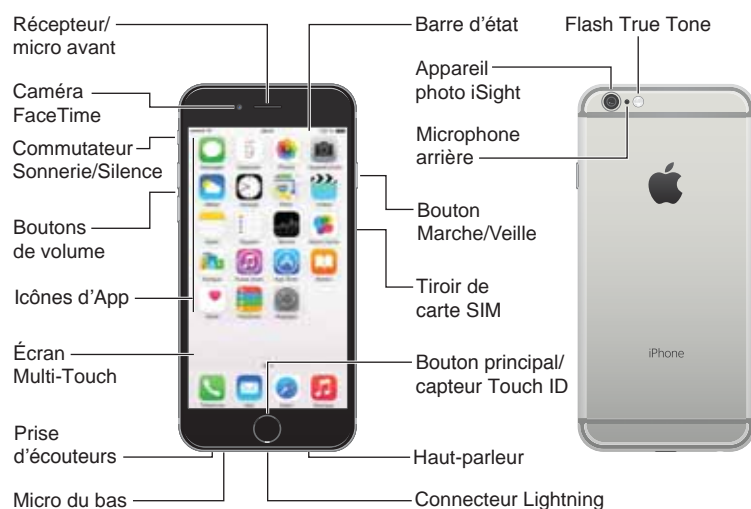 Récepteur/
micro avant
Caméra
FaceTime
Commutateur
Sonnerie/Silence
Boutons
de volume
Icônes d'App
Écran
Multi-Touch
Prise
d'écouteurs
Micro du bas
Barre d'état
Appareil
photo iSight
Microphone
arrière
Bouton
Marche/Veille
Tiroir de
carte SIM
Bouton principal/
capteur Touch ID
Haut-parleur
Connecteur Lightning
Flash True Tone
iPhone